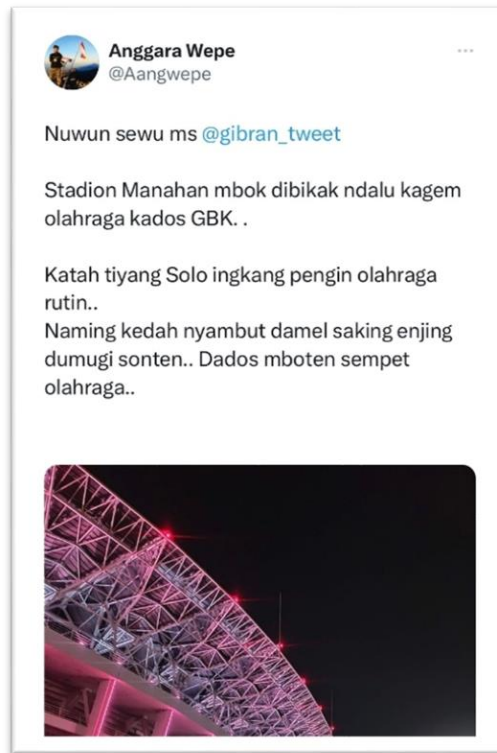 Anggara Wepe
@Aangwepe
Nuwun sewu ms @gibran_tweet
Stadion Manahan mbok dibikak ndalu kagem
olahraga kados GBK. .
Katah tiyang Solo ingkang pengin olahraga
rutin..
Naming kedah nyambut damel saking enjing
dumugi sonten.. Dados mboten sempet
olahraga..